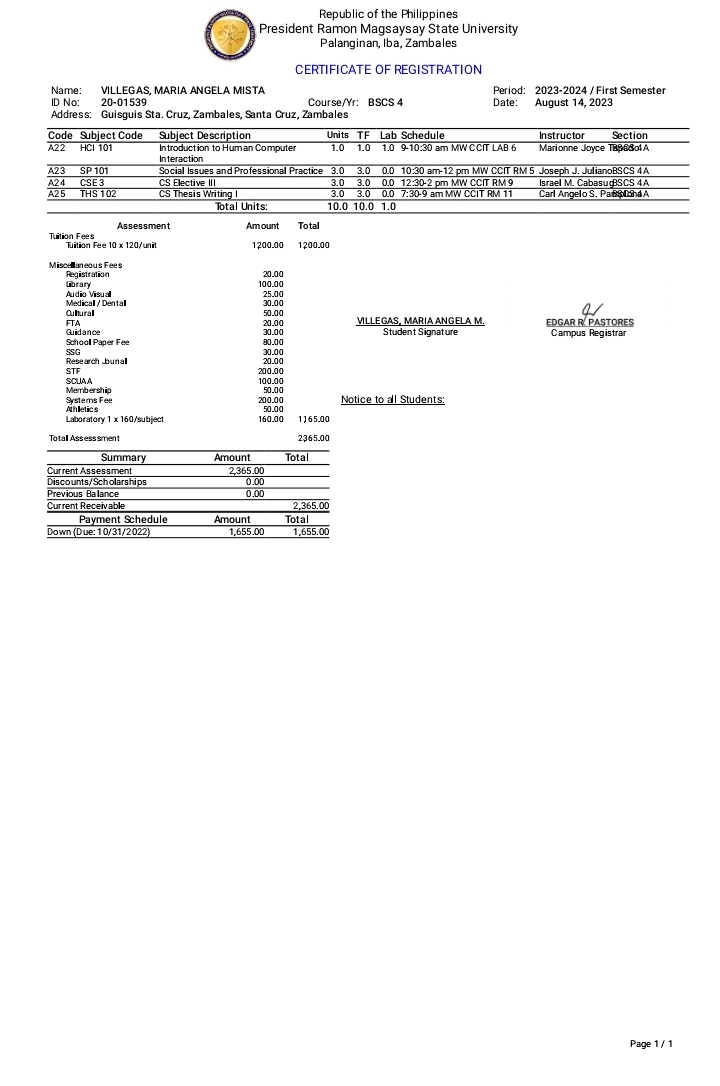 Republic of the Philippines
President Ramon Magsaysay State University
Palanginan, Iba, Zambales
CERTIFICATE OF REGISTRATION
Name: VILLEGAS, MARIA ANGELA MISTA Period: 2023-2024 / First Semester
ID No: 20-01539 Course/Yr: BSCS 4 Date: August 14, 2023
Address: Guisguis Sta. Cruz, Zambales, Santa Cruz, Zambales
Code Subject Code Subject Description Units TF Lab Schedule Instructor Section
A22 HCI 101 Introduction to Human Computer 1.0 1.0 1.0 9-10:30 am MW CCIT LAB 6 Marionne Joyce BSCS 4A
Interaction
A23 SP 101 Social Issues and Professional Practice 3.0 3.0 0.0 10:30 am-12 pm MW CCIT RM 5 Joseph J. Juliano BSCS 4A
A24 CSE 3 CS Elective III 3.0 3.0 0.0 12:30-2 pm MW CCIT RM 9 Israel M. Cabasug BSCS 4A
A25 THS 102 CS Thesis Writing I 3.0 3.0 0.0 7:30-9 am MW CCIT RM 11 Carl Angelo S. BSCS 4A
Total Units: 10.0 10.0 1.0
Assessment Amount Total
Tuition Fees
Tuition Fee 10 x 120/unit 1,200.00 1,200.00
Miscellaneous Fees
Registration 20.00
Library 100.00
Audio Visual 25.00
Medical / Dental 30.00
Cultural 50.00
FTA 20.00
Guidance 30.00
School Paper Fee 80.00
SSG 30.00
Research Jounal 20.00
STF 200.00
SCUAA 100.00
Membership 50.00
Systems Fee 200.00
Athletics 50.00
Laboratory 1 x 160/subject 160.00 1,165.00
Total Assesssment 2,365.00
VILLEGAS, MARIA ANGELA M.
Student Signature
EDGAR R. PASTORES
Campus Registrar
Notice to all Students:
Summary Amount Total
Current Assessment 2,365.00
Discounts/Scholarships 0.00
Previous Balance 0.00
Current Receivable 2,365.00
Payment Schedule Amount Total
Down (Due: 10/31/2022) 1,655.00 1,655.00
Page 1 / 1